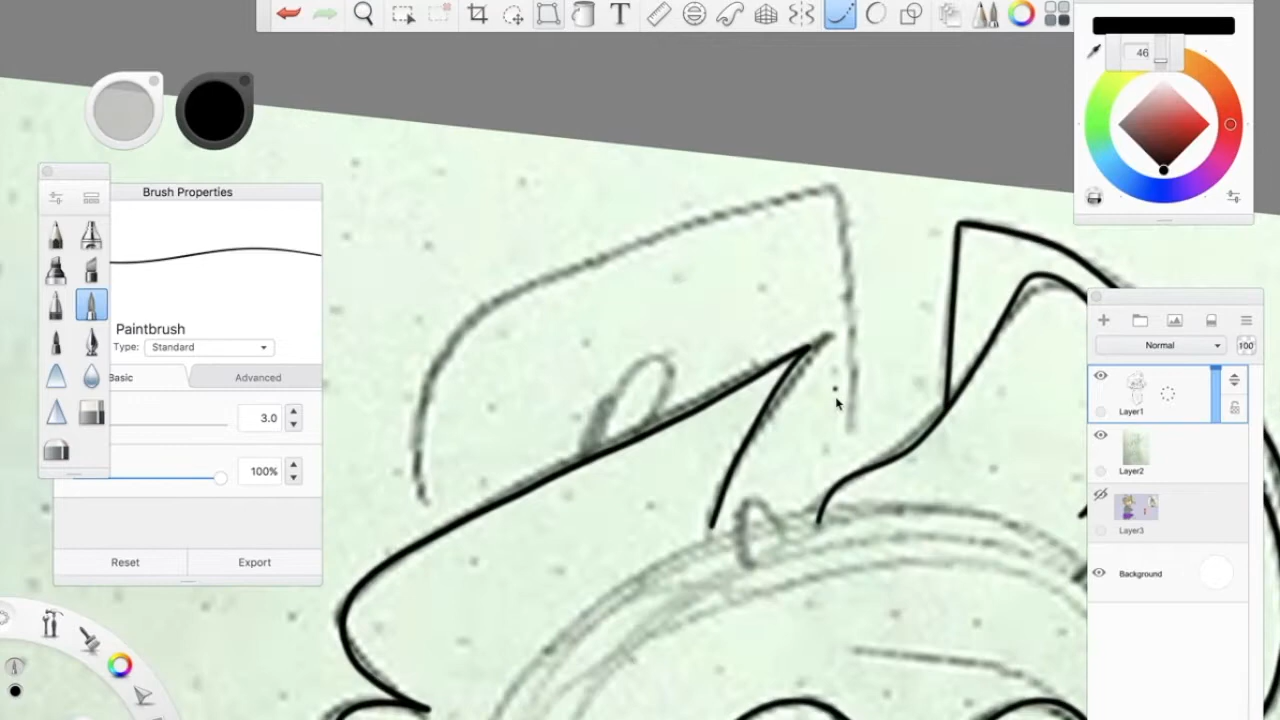 T
46
Brush Properties
Paintbrush
Type: Standard
Basic
Advanced
3.0
100%
Reset
Export
Normal
100
Layer1
Layer2
Layer3
Background